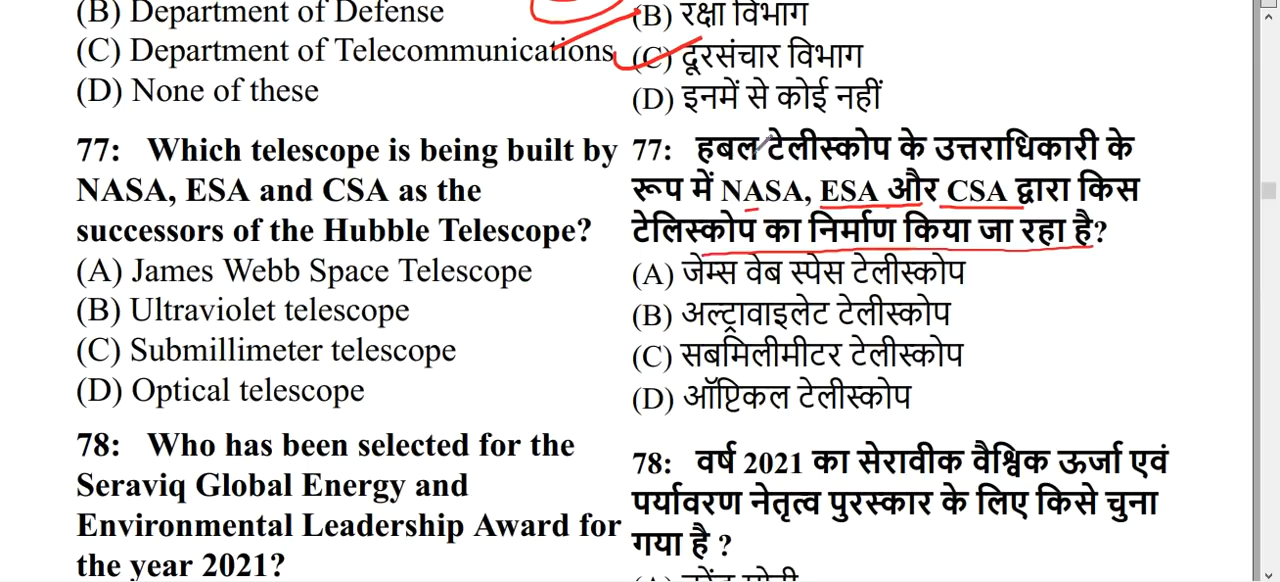 (B) Department of Defense
(C) Department of Telecommunications
(D) None of these
77: Which telescope is being built by
NASA, ESA and CSA as the
successors of the Hubble Telescope?
(A) James Webb Space Telescope
(B) Ultraviolet telescope
(C) Submillimeter telescope
(D) Optical telescope
78: Who has been selected for the
Seraviq Global Energy and
Environmental Leadership Award for
the year 2021?
(B) रक्षा विभाग
(C) दूरसंचार विभाग
(D) इनमें से कोई नहीं
77: हबल टेलीस्कोप के उत्तराधिकारी के
रूप में NASA, ESA और CSA द्वारा किस
टेलिस्कोप का निर्माण किया जा रहा है?
(A) जेम्स वेब स्पेस टेलीस्कोप
(B) अल्ट्रावाइलेट टेलीस्कोप
(C) सबमिलीमीटर टेलीस्कोप
(D) ऑप्टिकल टेलीस्कोप
78: वर्ष 2021 का सेरावीक वैश्विक ऊर्जा एवं
पर्यावरण नेतृत्व पुरस्कार के लिए किसे चुना
गया है ?